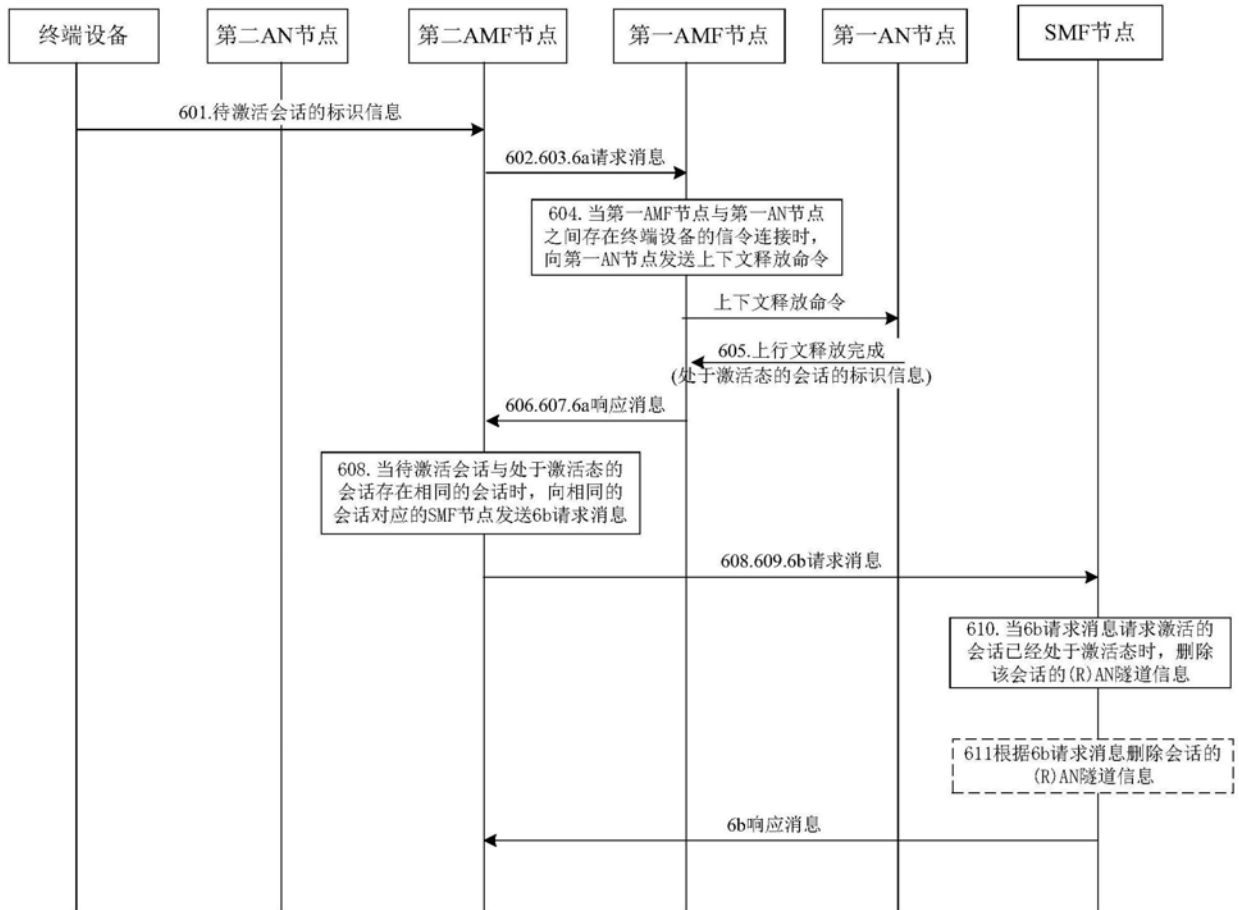 终端设备
第二AN节点
第二AMF节点
第一AMF节点
第一AN节点
SMF节点
601.待激活会话的标识信息
602.603.6a请求消息
604.当第一AMF节点与第一AN节点
之间存在终端设备的信令连接时，
向第一AN节点发送上下文释放命令
上下文释放命令
605.上行文释放完成
(处于激活态的会话的标识信息)
606.607.6a响应消息
608.当待激活会话与处于激活态的
会话存在相同的会话时，向相同的
会话对应的SMF节点发送6b请求消息
608.609.6b请求消息
610.当6b请求消息请求激活的
会话已经处于激活态时，删除
该会话的(R)AN隧道信息
611根据6b请求消息删除会话的
(R)AN隧道信息
6b响应消息